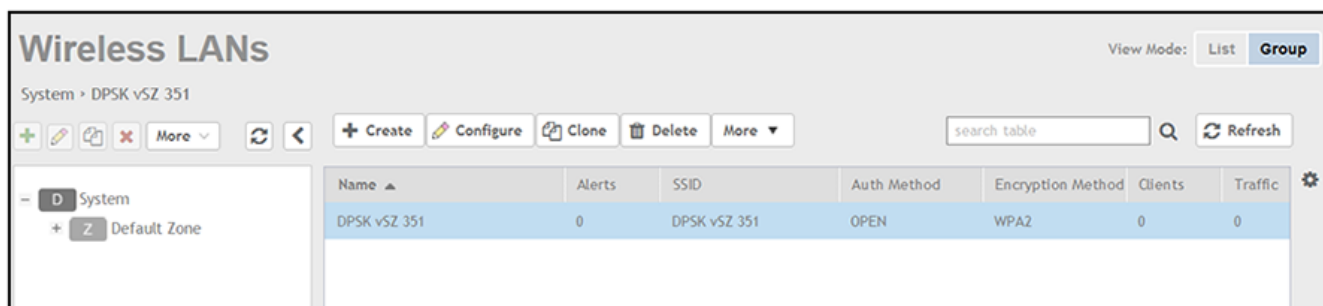 Wireless LANs
View Mode: List Group
System › DPSK vSZ 351
More
Create Configure Clone Delete More ▼
search table
Refresh
Name ▲ Alerts SSID Auth Method Encryption Method Clients Traffic
D System
DPSK vSZ 351 0 DPSK vSZ 351 OPEN WPA2 0 0
Z Default Zone